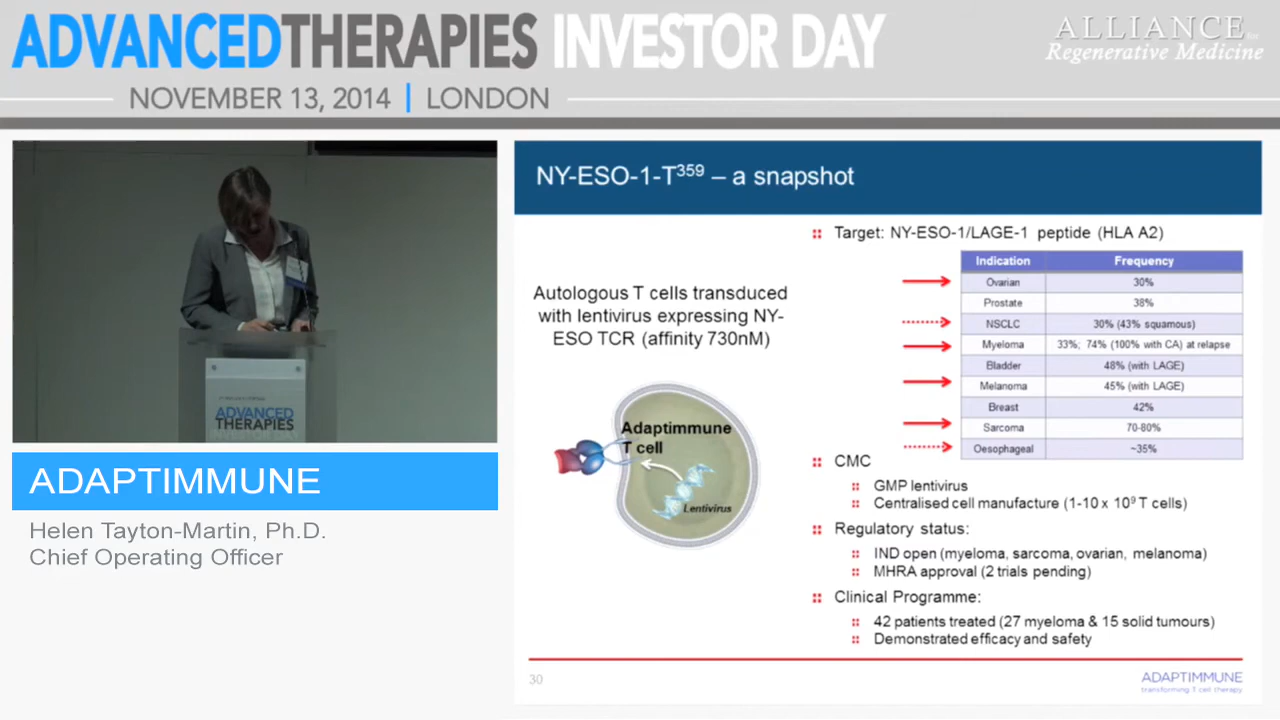 ADVANCEDTHERAPIES INVESTOR DAY
ALLIANCE for
Regenerative Medicine
NOVEMBER 13, 2014 | LONDON
ADVANCED
THERAPIES
INVESTOR DAY
ADAPTIMMUNE
Helen Tayton-Martin, Ph.D.
Chief Operating Officer
NY-ESO-1-T³⁵⁹ – a snapshot
Autologous T cells transduced
with lentivirus expressing NY-
ESO TCR (affinity 730nM)
Adaptimmune
T cell
Lentivirus
Target: NY-ESO-1/LAGE-1 peptide (HLA A2)
Indication Frequency
Ovarian 30%
Prostate 38%
NSCLC 30% (43% squamous)
Myeloma 33%; 74% (100% with CA) at relapse
Bladder 48% (with LAGE)
Melanoma 45% (with LAGE)
Breast 42%
Sarcoma 70-80%
Oesophageal ~35%
CMC
GMP lentivirus
Centralised cell manufacture (1-10 x 10⁹ T cells)
Regulatory status:
IND open (myeloma, sarcoma, ovarian, melanoma)
MHRA approval (2 trials pending)
Clinical Programme:
42 patients treated (27 myeloma & 15 solid tumours)
Demonstrated efficacy and safety
30
ADAPTIMMUNE
transforming T cell therapy